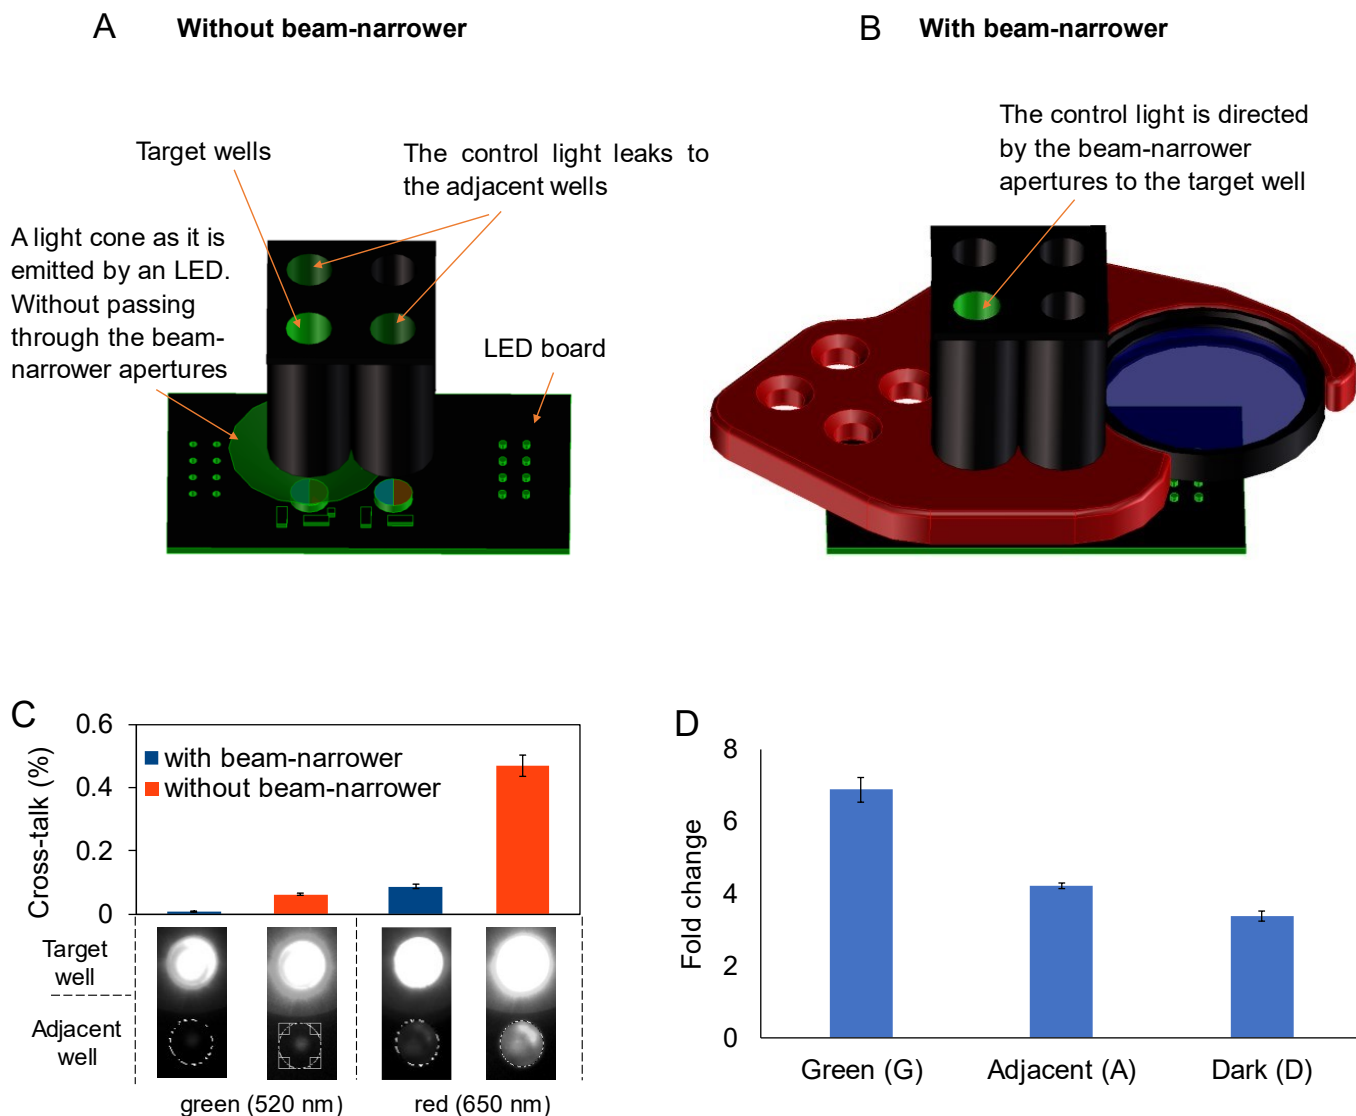 A Without beam-narrower
Target wells
The control light leaks to
the adjacent wells
A light cone as it is
emitted by an LED.
Without passing
through the beam-
narrower apertures
LED board
B With beam-narrower
The control light is directed
by the beam-narrower
apertures to the target well
C
Cross-talk (%)
0.6
0.4
0.2
0
with beam-narrower
without beam-narrower
Target
well
Adjacent
well
green (520 nm) red (650 nm)
D
Fold change
8
6
4
2
0
Green (G) Adjacent (A) Dark (D)